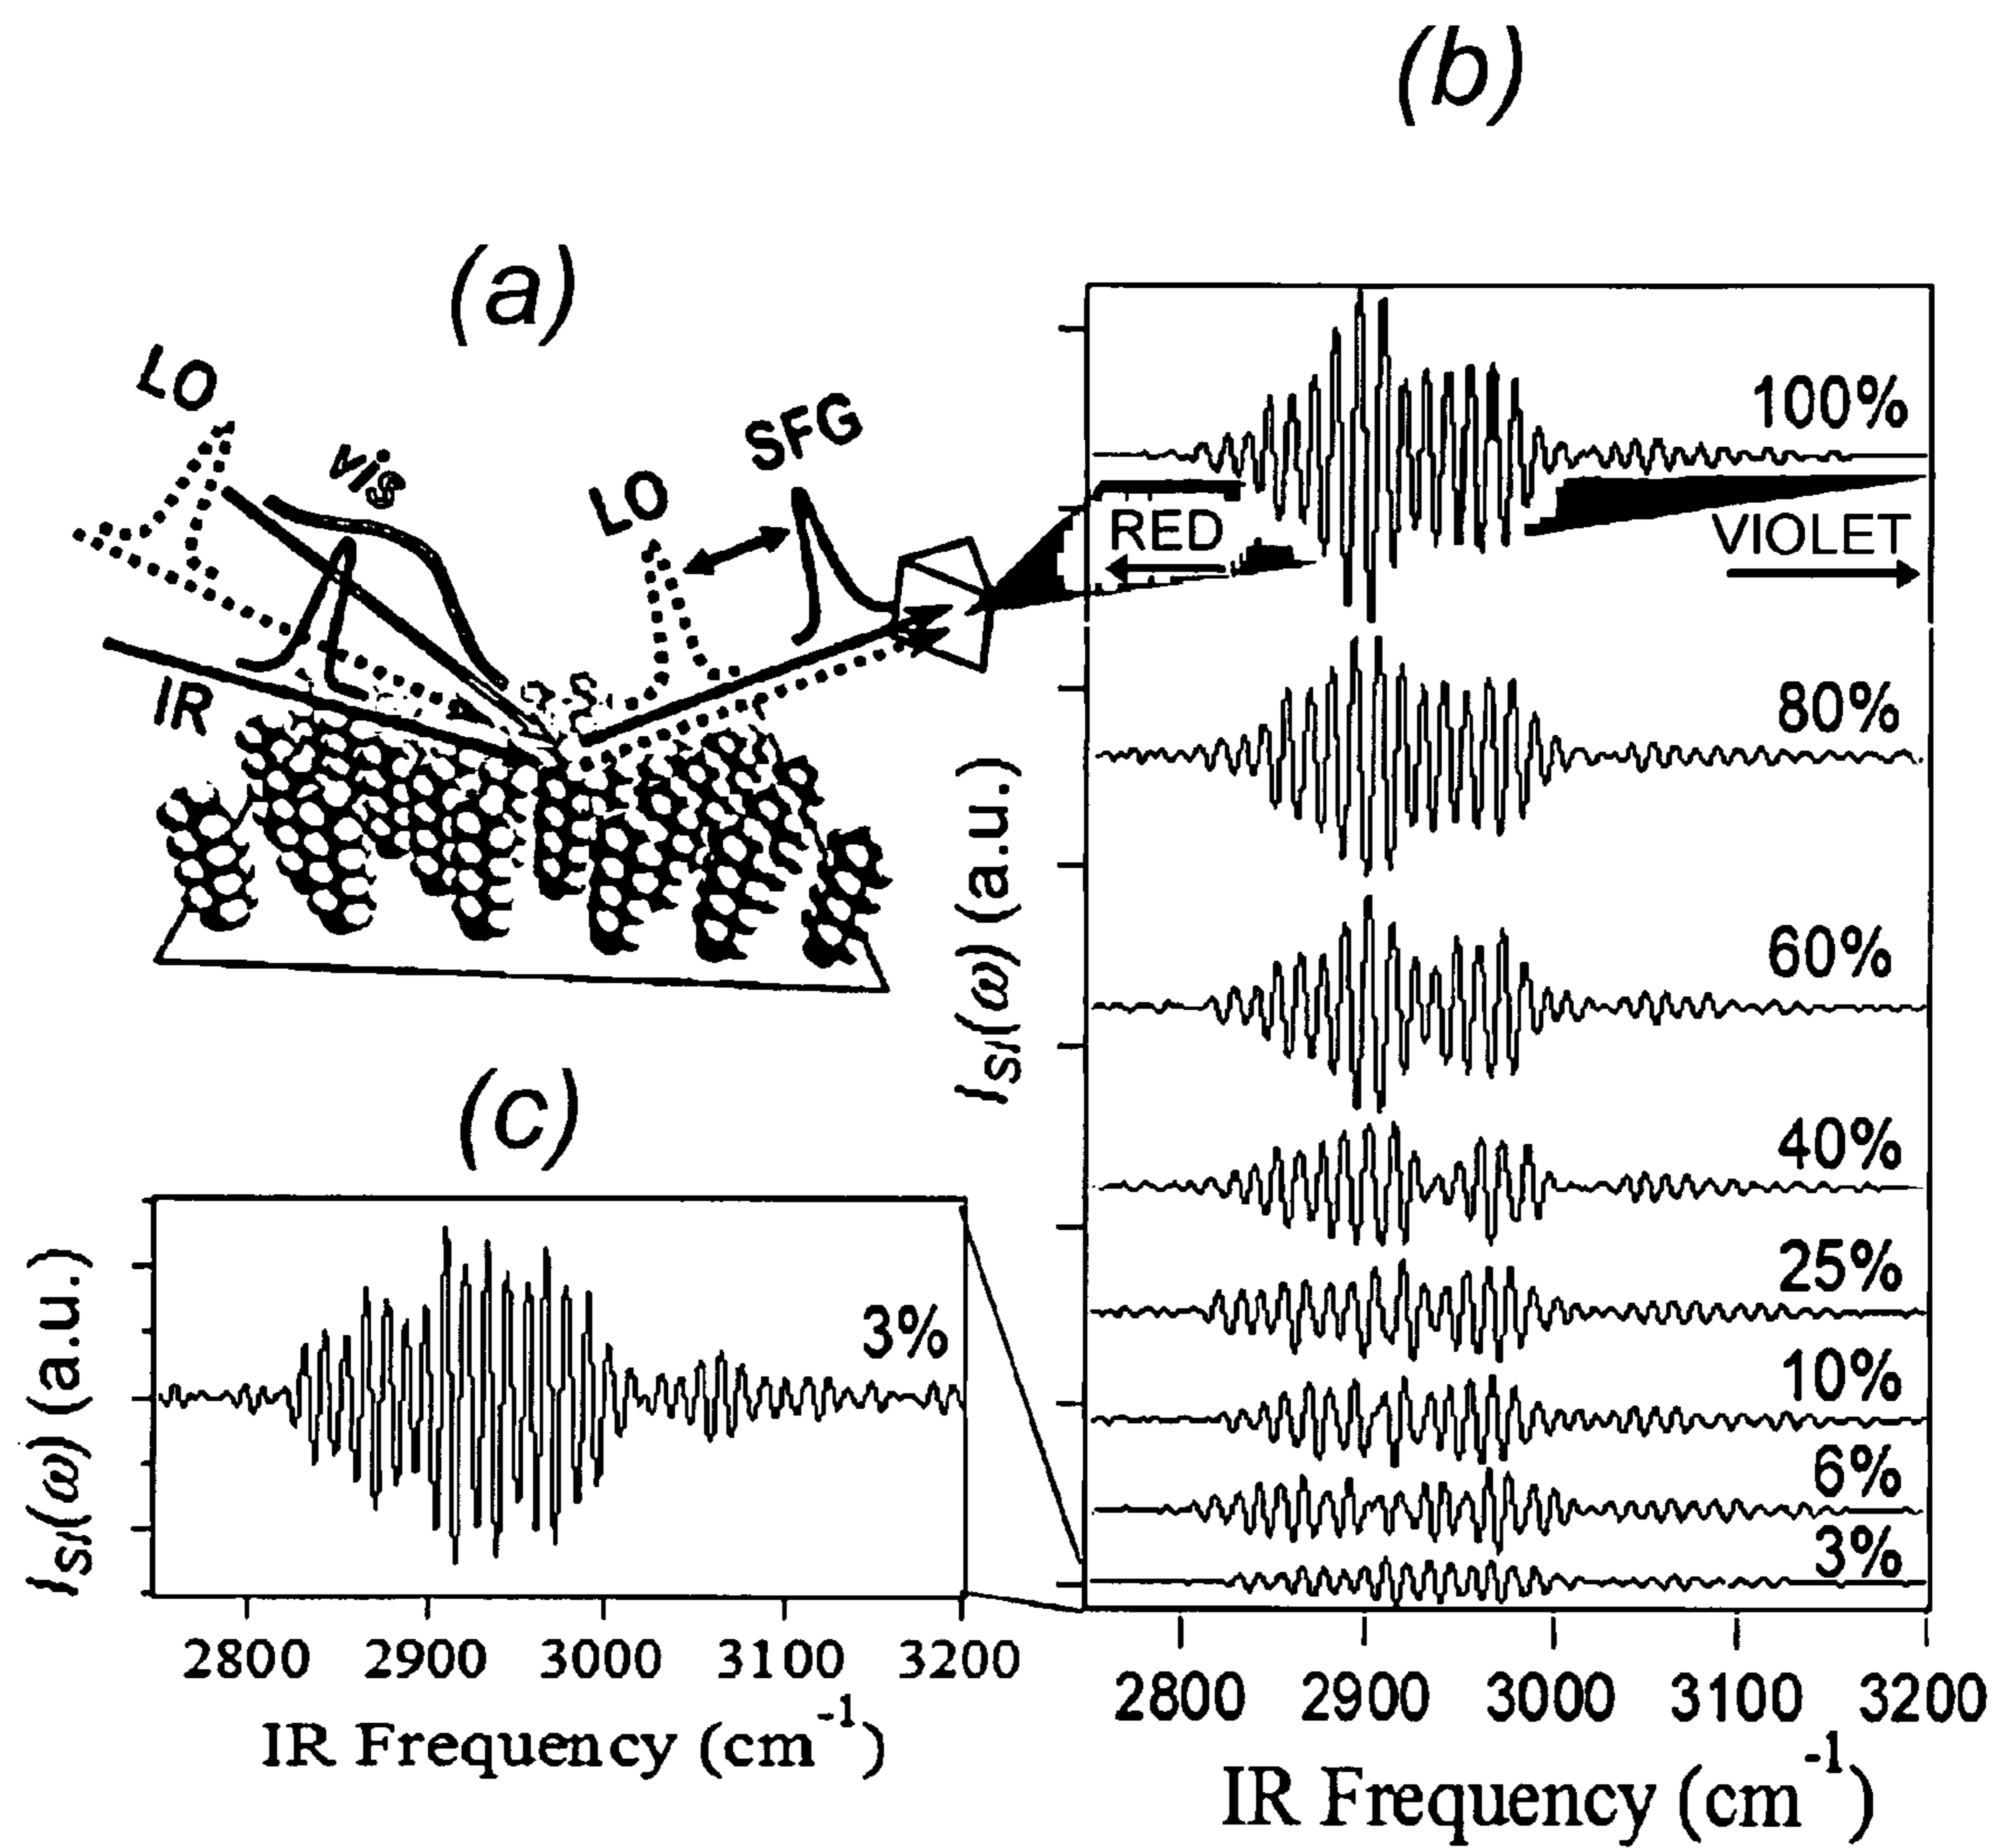 (a)
LO
vis
IR
LO
SFG
(b)
100%
RED
VIOLET
80%
60%
40%
25%
10%
6%
3%
I_SI(ω) (a.u.)
2800 2900 3000 3100 3200
IR Frequency (cm⁻¹)
(c)
3%
I_SI(ω) (a.u.)
2800 2900 3000 3100 3200
IR Frequency (cm⁻¹)